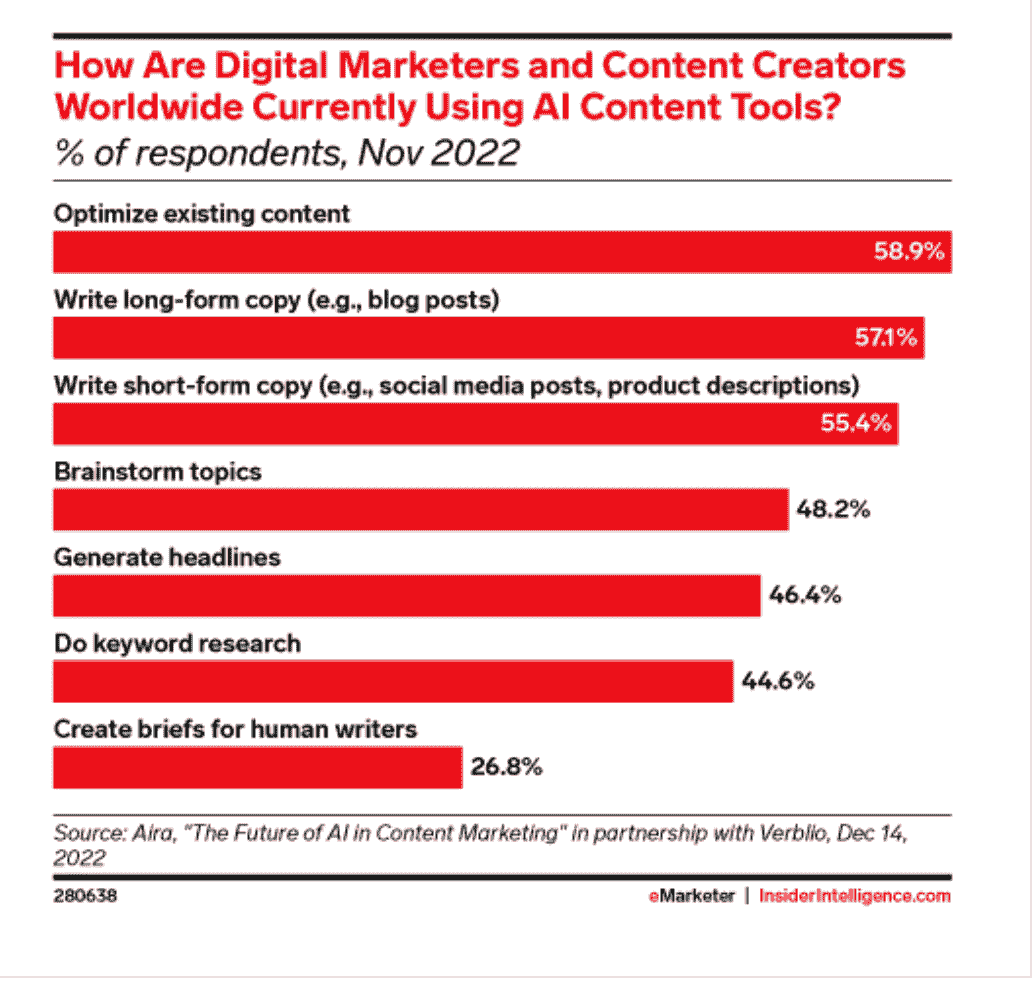 How Are Digital Marketers and Content Creators
Worldwide Currently Using AI Content Tools?
% of respondents, Nov 2022
Optimize existing content
58.9%
Write long-form copy (e.g., blog posts)
57.1%
Write short-form copy (e.g., social media posts, product descriptions)
55.4%
Brainstorm topics
48.2%
Generate headlines
46.4%
Do keyword research
44.6%
Create briefs for human writers
26.8%
Source: Aira, "The Future of AI in Content Marketing" in partnership with Verblio, Dec 14,
2022
280638
eMarketer | InsiderIntelligence.com